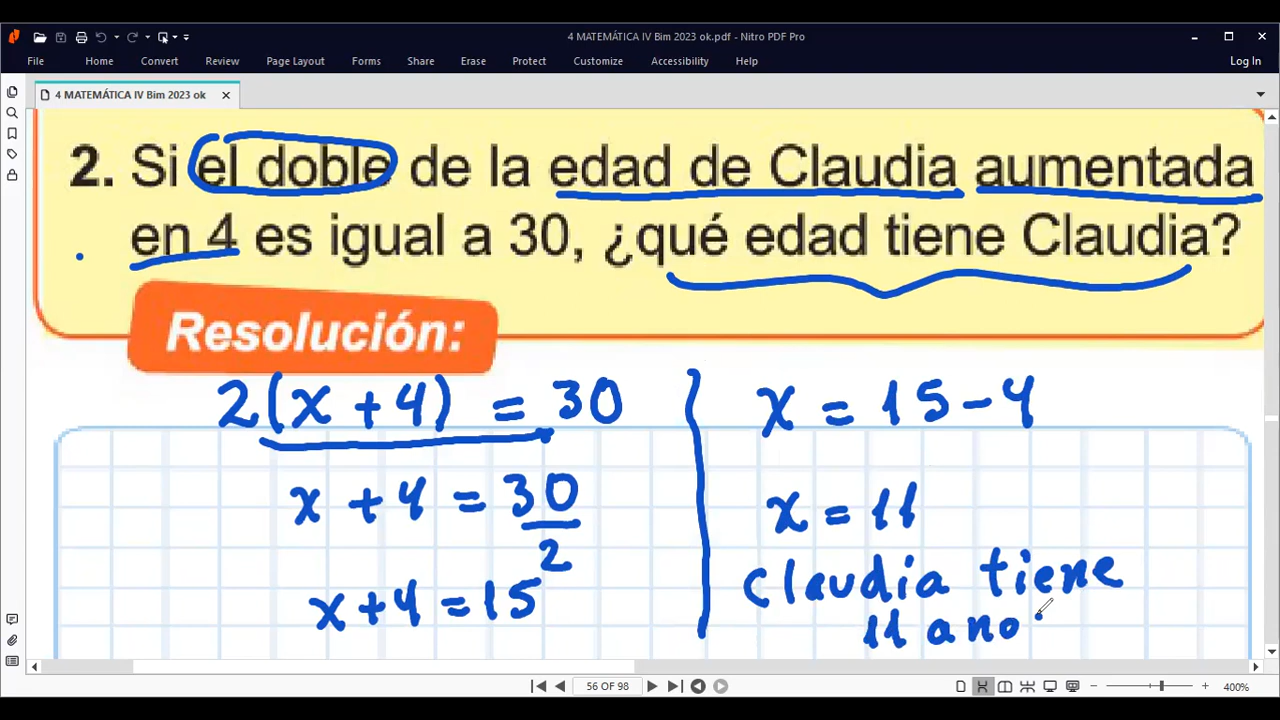 4 MATEMÁTICA IV Bim 2023 ok.pdf - Nitro PDF Pro
File Home Convert Review Page Layout Forms Share Erase Protect Customize Accessibility Help Log In
4 MATEMÁTICA IV Bim 2023 ok
2. Si el doble de la edad de Claudia aumentada
en 4 es igual a 30, ¿qué edad tiene Claudia?
Resolución:
2(x + 4) = 30
x + 4 = 30/2
x + 4 = 15
x = 15 - 4
x = 11
Claudia tiene
11 ano
56 OF 98
400%